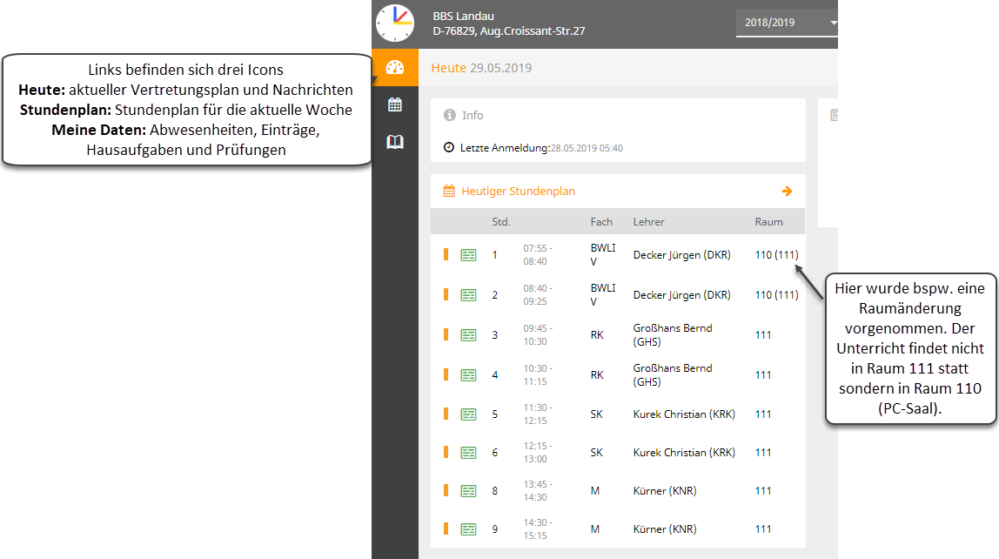 BBS Landau
D-76829, Aug.Croissant-Str.27
2018/2019
Links befinden sich drei Icons
Heute: aktueller Vertretungsplan und Nachrichten
Stundenplan: Stundenplan für die aktuelle Woche
Meine Daten: Abwesenheiten, Einträge,
Hausaufgaben und Prüfungen
Heute 29.05.2019
Info
Letzte Anmeldung:28.05.2019 05:40
Heutiger Stundenplan
Std. Fach Lehrer Raum
1 07:55 - 08:40 BWLI V Decker Jürgen (DKR) 110 (111)
2 08:40 - 09:25 BWLI V Decker Jürgen (DKR) 110 (111)
3 09:45 - 10:30 RK Großhans Bernd (GHS) 111
4 10:30 - 11:15 RK Großhans Bernd (GHS) 111
5 11:30 - 12:15 SK Kurek Christian (KRK) 111
6 12:15 - 13:00 SK Kurek Christian (KRK) 111
8 13:45 - 14:30 M Kürner (KNR) 111
9 14:30 - 15:15 M Kürner (KNR) 111
Hier wurde bspw. eine
Raumänderung
vorgenommen. Der
Unterricht findet nicht
in Raum 111 statt
sondern in Raum 110
(PC-Saal).